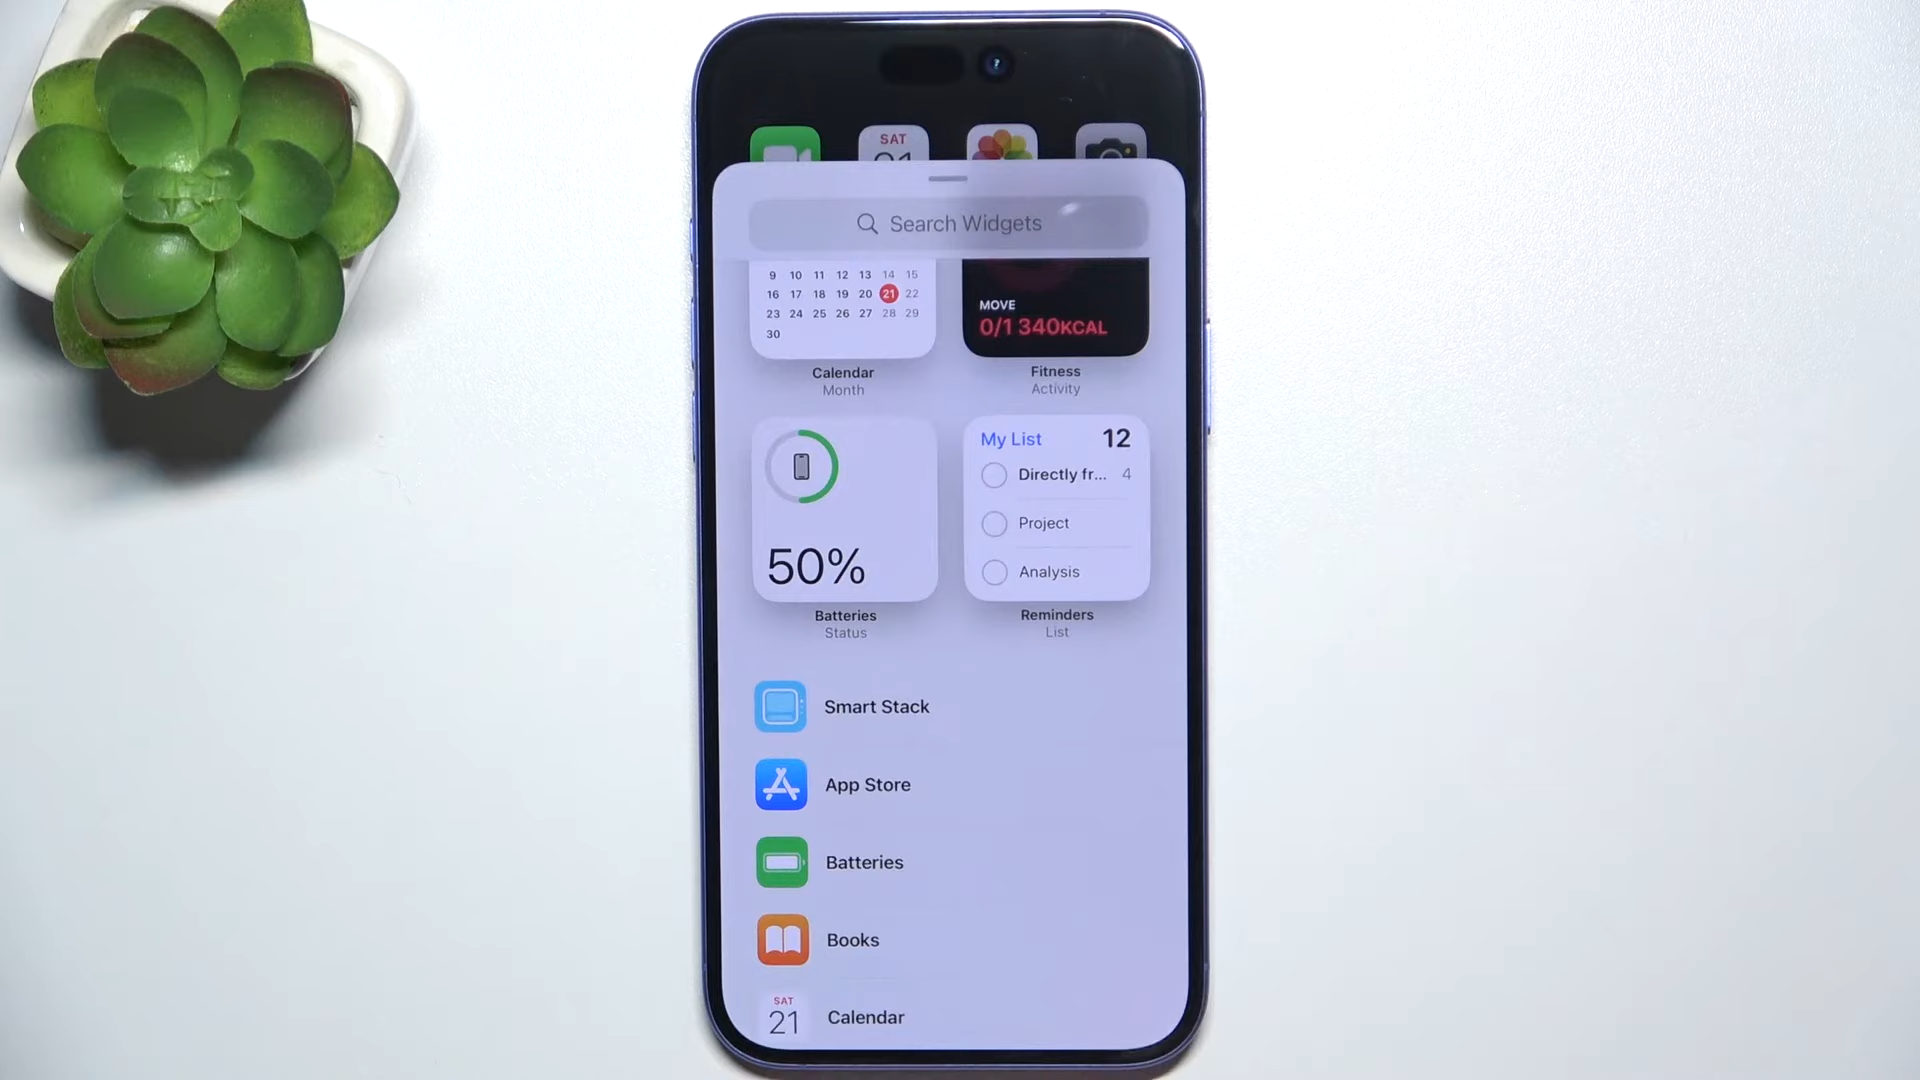 SAT
Search Widgets
9 10 11 12 13 14 15
16 17 18 19 20 21 22
23 24 25 26 27 28 29
30
MOVE
0/1 340KCAL
Calendar
Month
Fitness
Activity
50%
Batteries
Status
My List 12
Directly fr... 4
Project
Analysis
Reminders
List
Smart Stack
App Store
Batteries
Books
SAT
21
Calendar